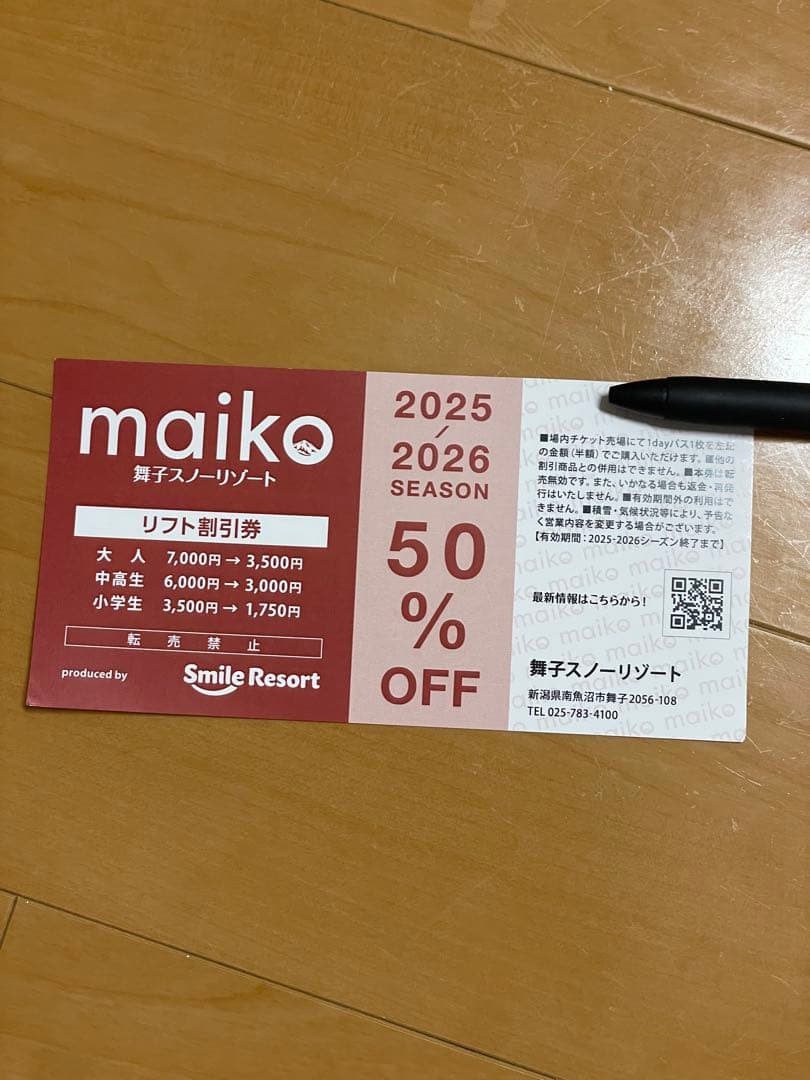 maiko
舞子スノーリゾート
リフト割引券
大 人 7,000円 → 3,500円
中高生 6,000円 → 3,000円
小学生 3,500円 → 1,750円
転 売 禁 止
produced by Smile Resort
2025
/
2026
SEASON
50
%
OFF
■場内チケット売場にて1dayパス1枚を左記
の金額(半額)でご購入いただけます。■他の
割引商品との併用はできません。■本券は転
売無効です。また、いかなる場合も返金・再発
行はいたしません。■有効期間外の利用はで
きません。■積雪・気候状況等により、予告な
く営業内容を変更する場合がございます。
【有効期間：2025-2026シーズン終了まで】
最新情報はこちらから！
舞子スノーリゾート
新潟県南魚沼市舞子2056-108
TEL 025-783-4100